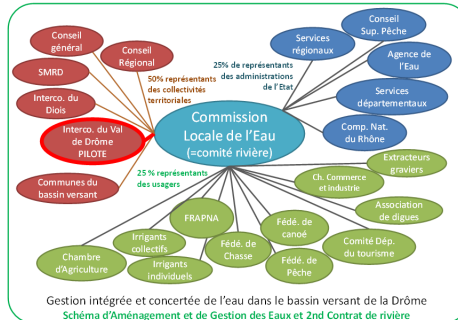 Conseil
général
Conseil
Régional
SMRD
Interco. du
Diois
Interco. du Val
de Drôme
PILOTE
Communes du
bassin versant
50% représentants
des collectivités
territoriales
25% de représentants
des administrations
de l'Etat
Services
régionaux
Conseil
Sup. Pêche
Agence de
l'Eau
Services
départementaux
Comp. Nat.
du Rhône
Commission
Locale de l'Eau
(=comité rivière)
25 % représentants
des usagers
Extracteurs
graviers
Ch. Commerce
et industrie
Association
de digues
Comité Dép.
du tourisme
Fédé. de
canoé
Fédé. de
Pêche
Fédé. de
Chasse
FRAPNA
Irrigants
individuels
Irrigants
collectifs
Chambre
d'Agriculture
Gestion intégrée et concertée de l'eau dans le bassin versant de la Drôme
Schéma d'Aménagement et de Gestion des Eaux et 2nd Contrat de rivière